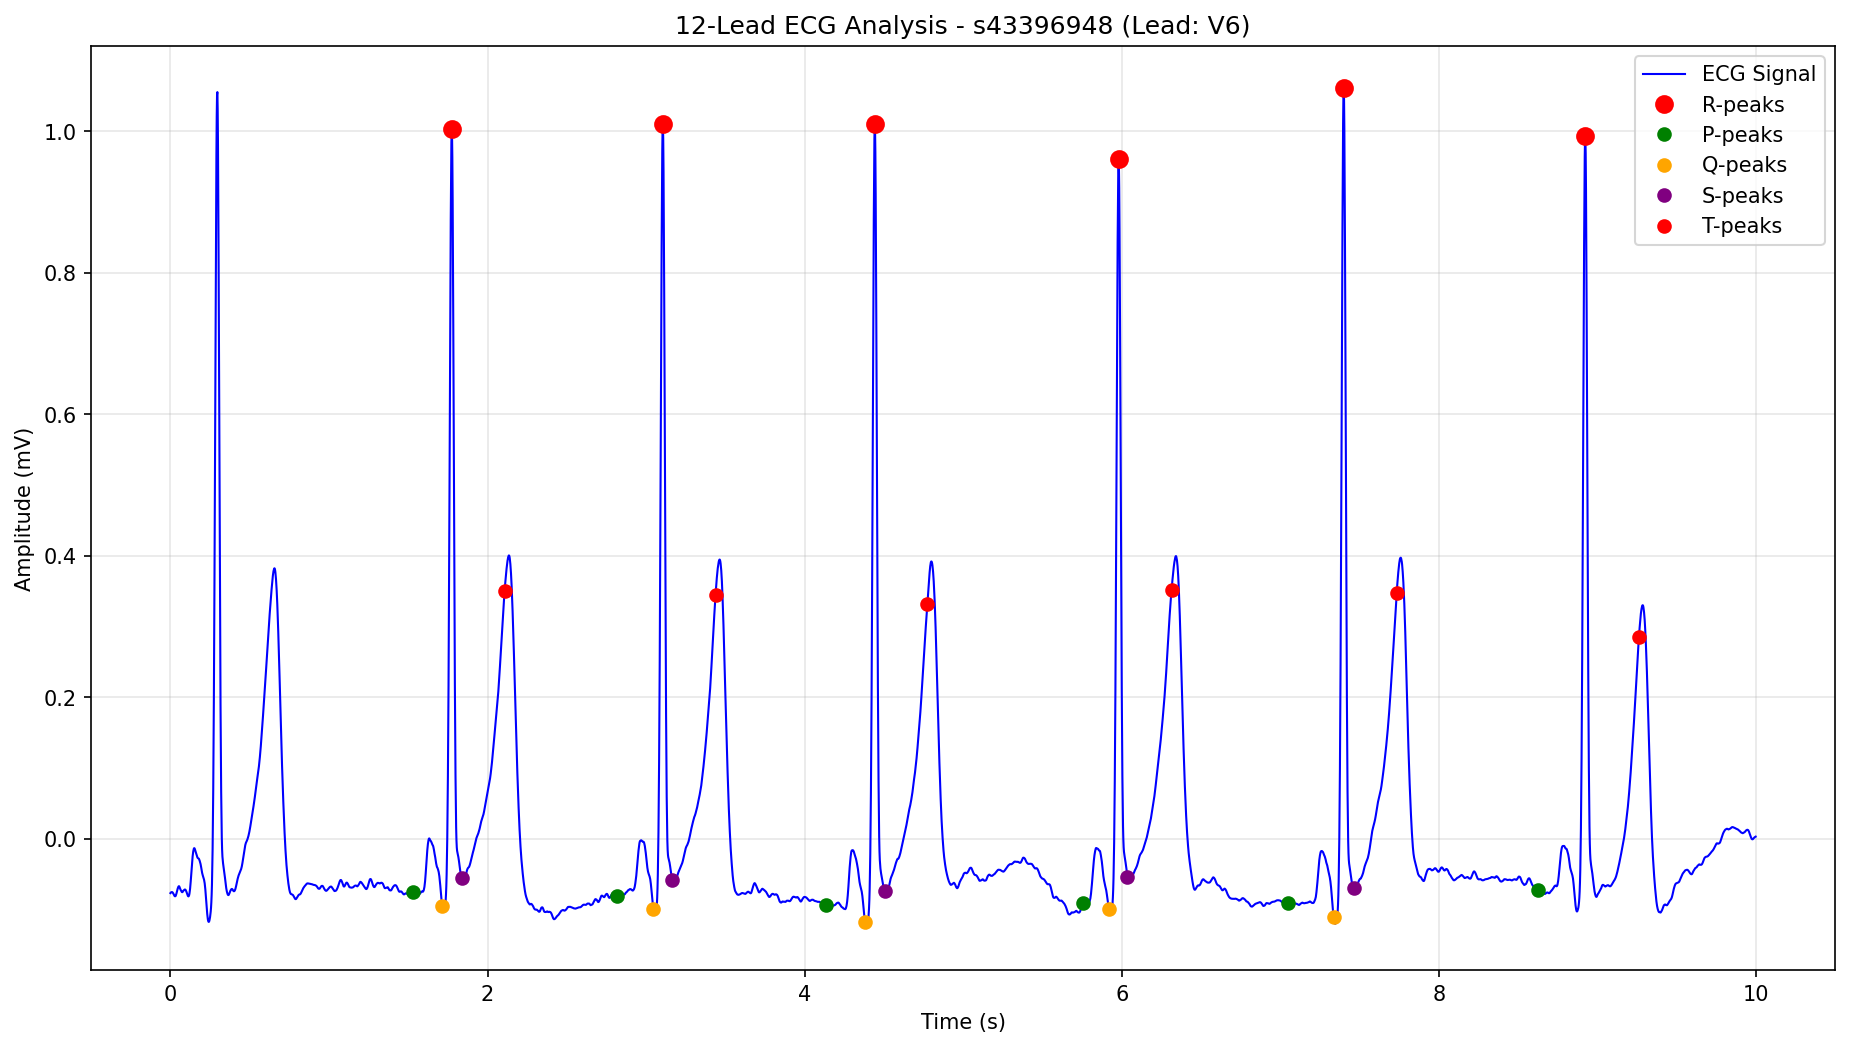 12-Lead ECG Analysis - s43396948 (Lead: V6)
ECG Signal
R-peaks
P-peaks
Q-peaks
S-peaks
T-peaks
Amplitude (mV)
1.0
0.8
0.6
0.4
0.2
0.0
0 2 4 6 8 10
Time (s)